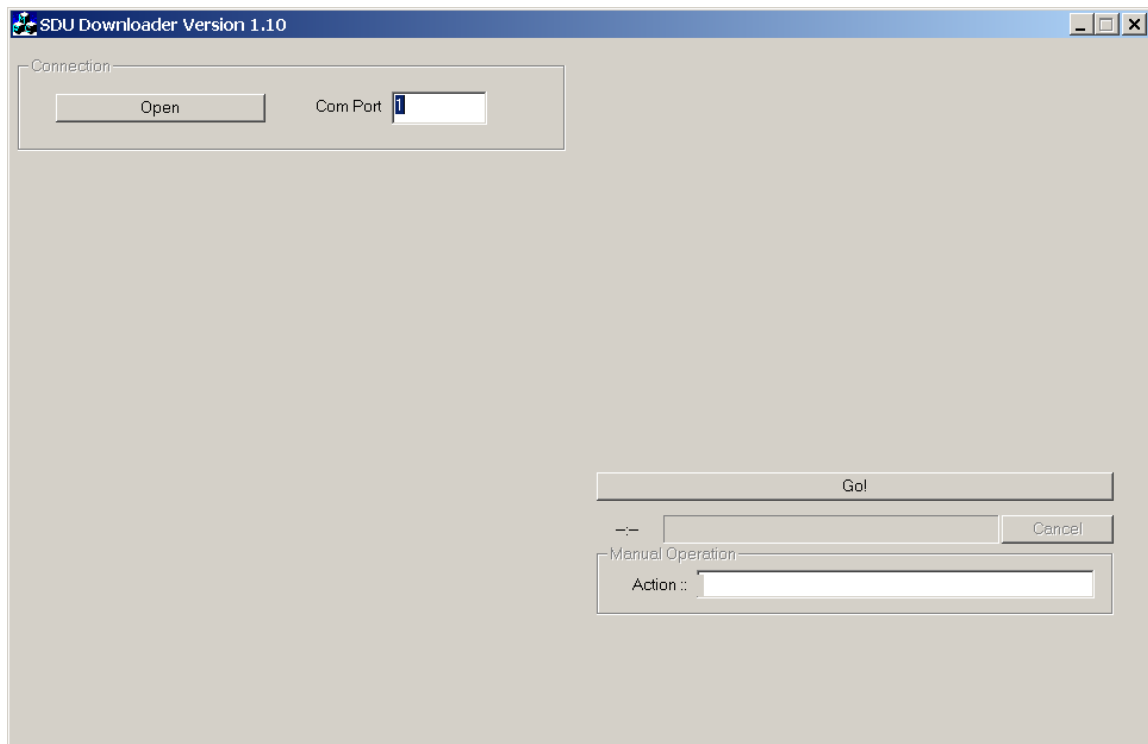 SDU Downloader Version 1.10
Connection
Open Com Port 1
Go!
--:-- Cancel
Manual Operation
Action ::